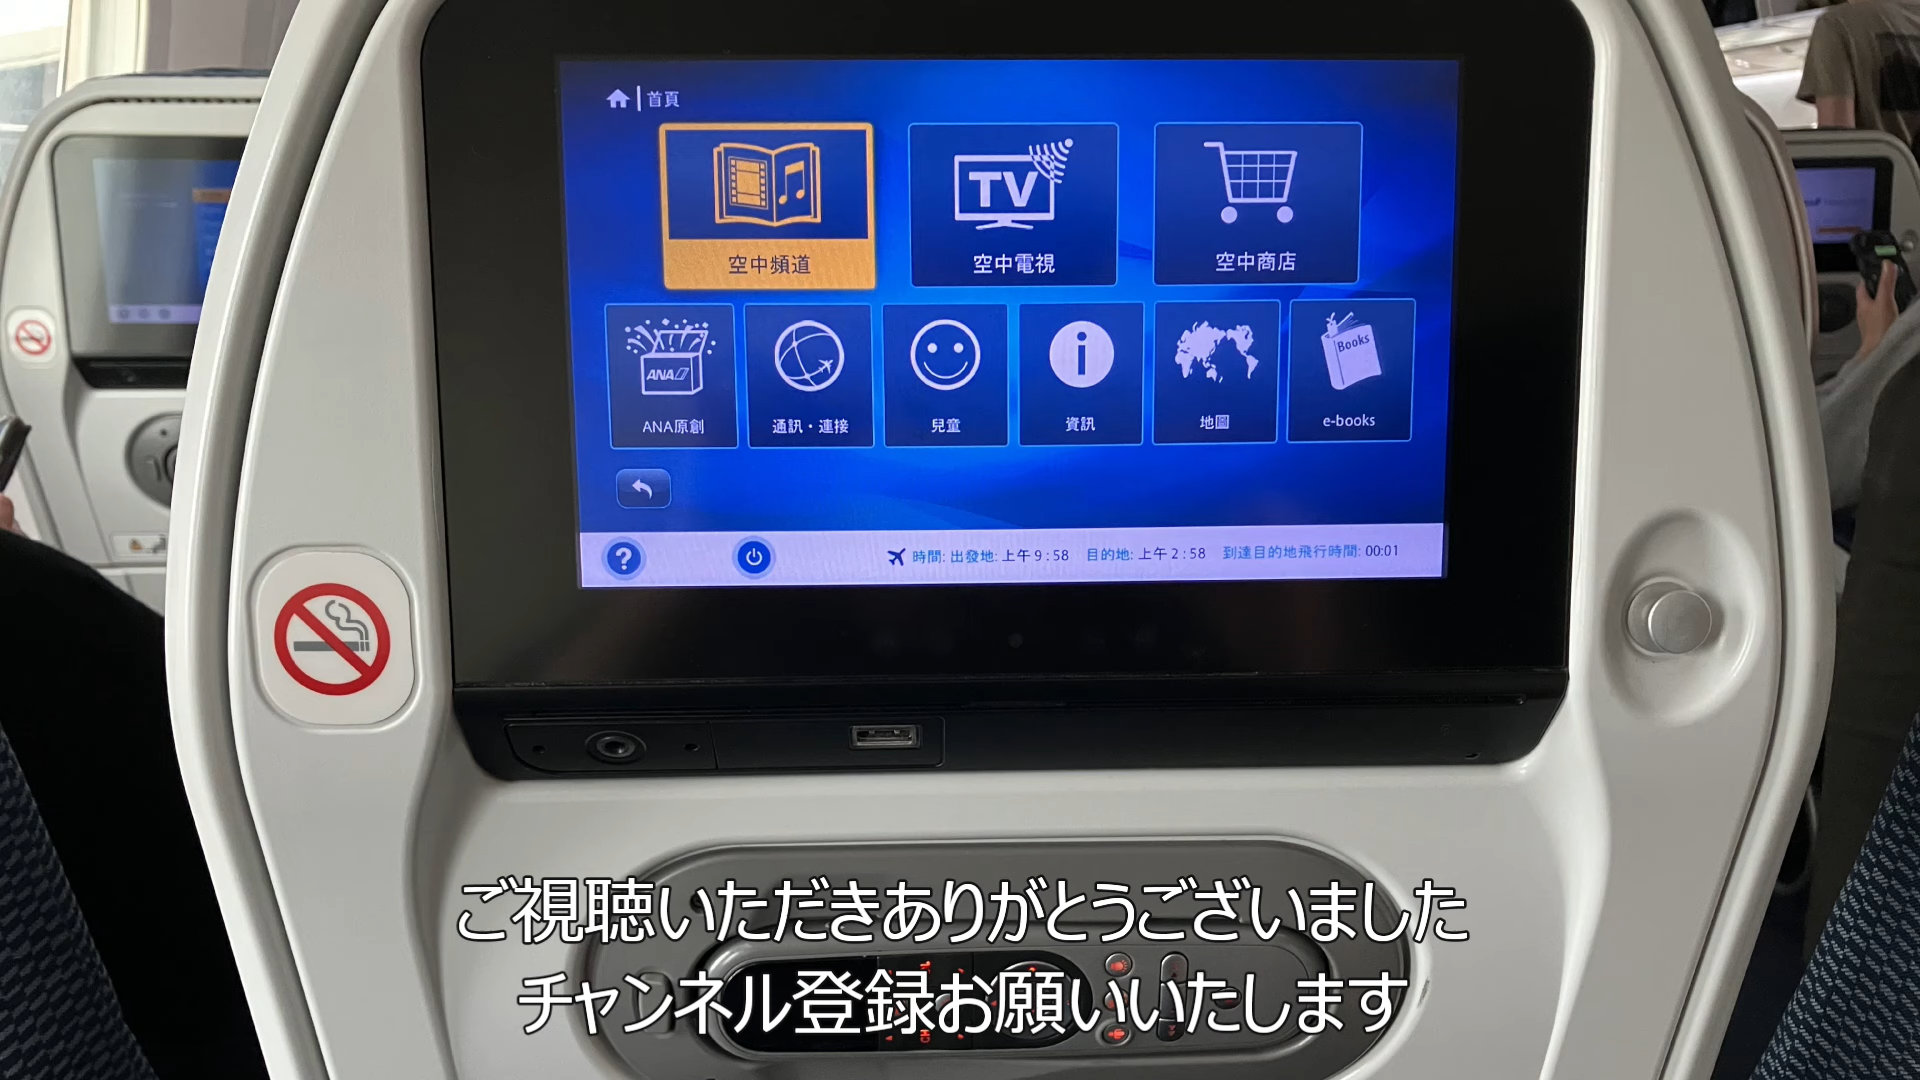 首頁
空中頻道
TV
空中電視
空中商店
ANA
ANA原創
通訊・連接
兒童
i
資訊
地圖
Books
e-books
?
時間: 出發地: 上午 9 : 58 目的地: 上午 2 : 58 到達目的地飛行時間: 00:01
ご視聴いただきありがとうございました
チャンネル登録お願いいたします
CH